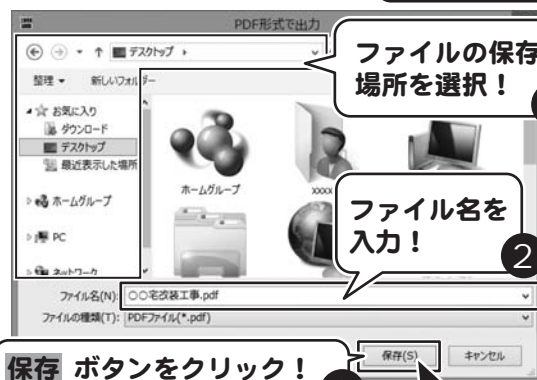 PDF形式で出力
デスクトップ
ファイルの保存
場所を選択！
整理
新しいフォルダー
お気に入り
ダウンロード
デスクトップ
最近表示した場所
ホームグループ
PC
ネットワーク
ホームグループ
xxxx
ファイル名を
入力！
2
ファイル名(N): 〇〇宅改装工事.pdf
ファイルの種類(T): PDFファイル(*.pdf)
保存 ボタンをクリック！
保存(S)
キャンセル